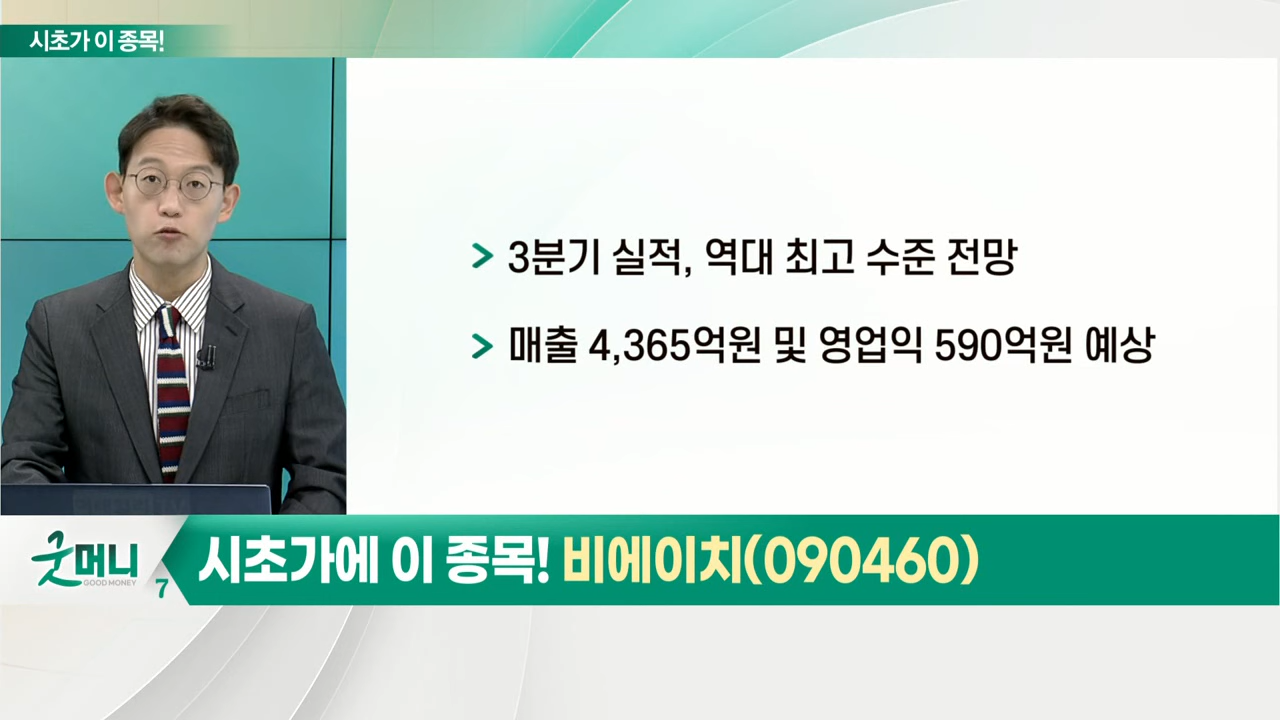 시초가 이 종목!
> 3분기 실적, 역대 최고 수준 전망
> 매출 4,365억원 및 영업익 590억원 예상
굿머니
GOOD MONEY
7
시초가에 이 종목! 비에이치(090460)